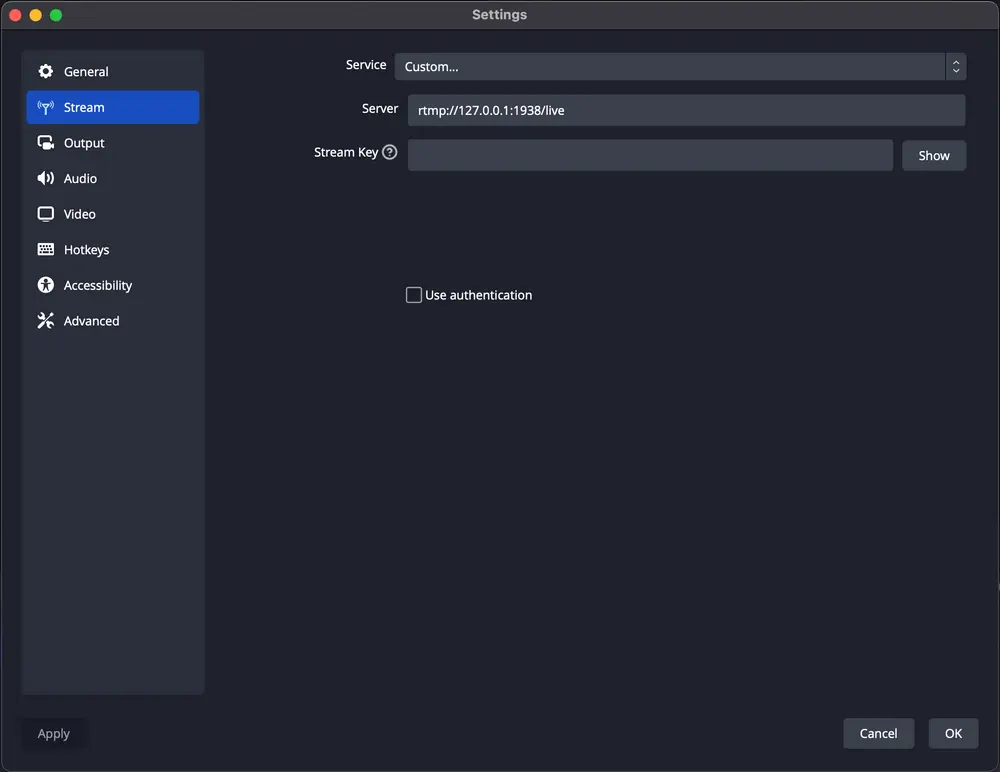 Settings
General
Stream
Output
Audio
Video
Hotkeys
Accessibility
Advanced
Service Custom...
Server rtmp://127.0.0.1:1938/live
Stream Key ? Show
Use authentication
Apply Cancel OK